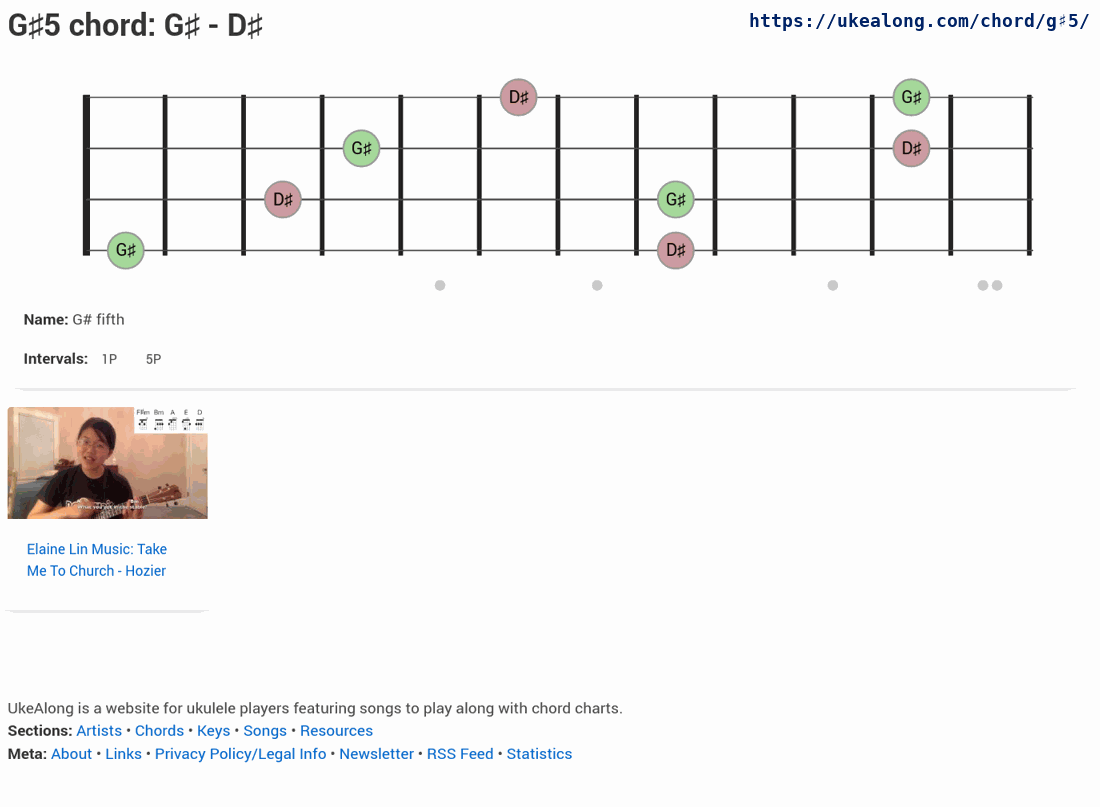 G♯5 chord: G♯ - D♯
https://ukealong.com/chord/g♯5/
D♯ G♯
G♯ D♯
D♯ G♯
G♯ D♯
Name: G# fifth
Intervals: 1P 5P
F#m Bm A E D
Elaine Lin Music: Take
Me To Church - Hozier
UkeAlong is a website for ukulele players featuring songs to play along with chord charts.
Sections: Artists • Chords • Keys • Songs • Resources
Meta: About • Links • Privacy Policy/Legal Info • Newsletter • RSS Feed • Statistics